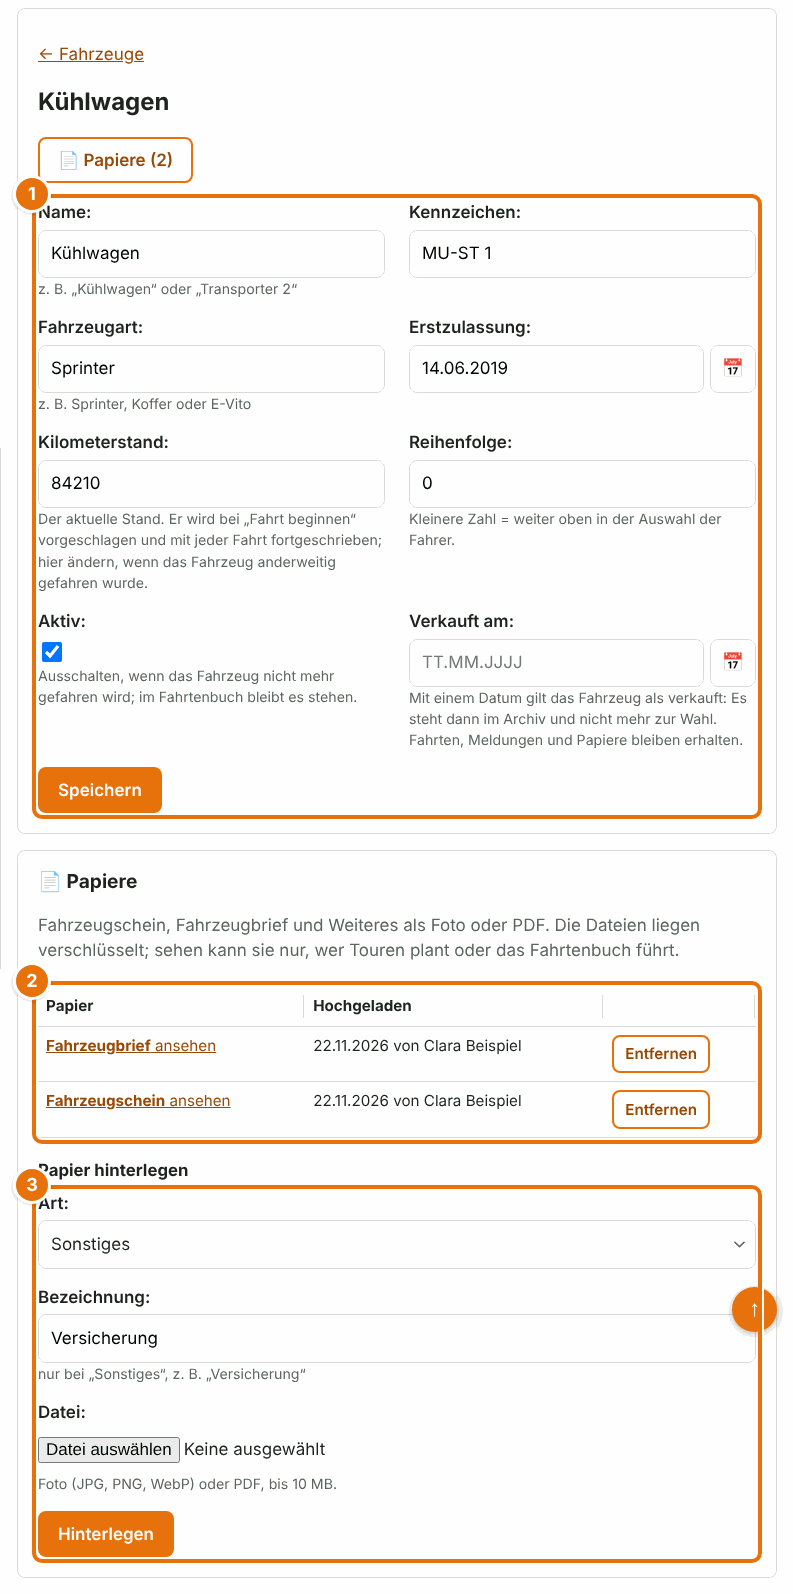 ← Fahrzeuge
Kühlwagen
Papiere (2)
1
Name:
Kennzeichen:
Kühlwagen
MU-ST 1
z. B. „Kühlwagen“ oder „Transporter 2“
Fahrzeugart:
Erstzulassung:
Sprinter
14.06.2019
z. B. Sprinter, Koffer oder E-Vito
Kilometerstand:
Reihenfolge:
84210
0
Der aktuelle Stand. Er wird bei „Fahrt beginnen“
vorgeschlagen und mit jeder Fahrt fortgeschrieben;
hier ändern, wenn das Fahrzeug anderweitig
gefahren wurde.
Kleinere Zahl = weiter oben in der Auswahl der
Fahrer.
Aktiv:
Ausschalten, wenn das Fahrzeug nicht mehr
gefahren wird; im Fahrtenbuch bleibt es stehen.
Verkauft am:
TT.MM.JJJJ
Mit einem Datum gilt das Fahrzeug als verkauft: Es
steht dann im Archiv und nicht mehr zur Wahl.
Fahrten, Meldungen und Papiere bleiben erhalten.
Speichern
Papiere
Fahrzeugschein, Fahrzeugbrief und Weiteres als Foto oder PDF. Die Dateien liegen
verschlüsselt; sehen kann sie nur, wer Touren plant oder das Fahrtenbuch führt.
2
Papier Hochgeladen
Fahrzeugbrief ansehen 22.11.2026 von Clara Beispiel Entfernen
Fahrzeugschein ansehen 22.11.2026 von Clara Beispiel Entfernen
Papier hinterlegen
3
Art:
Sonstiges
Bezeichnung:
↑
Versicherung
nur bei „Sonstiges“, z. B. „Versicherung“
Datei:
Datei auswählen Keine ausgewählt
Foto (JPG, PNG, WebP) oder PDF, bis 10 MB.
Hinterlegen